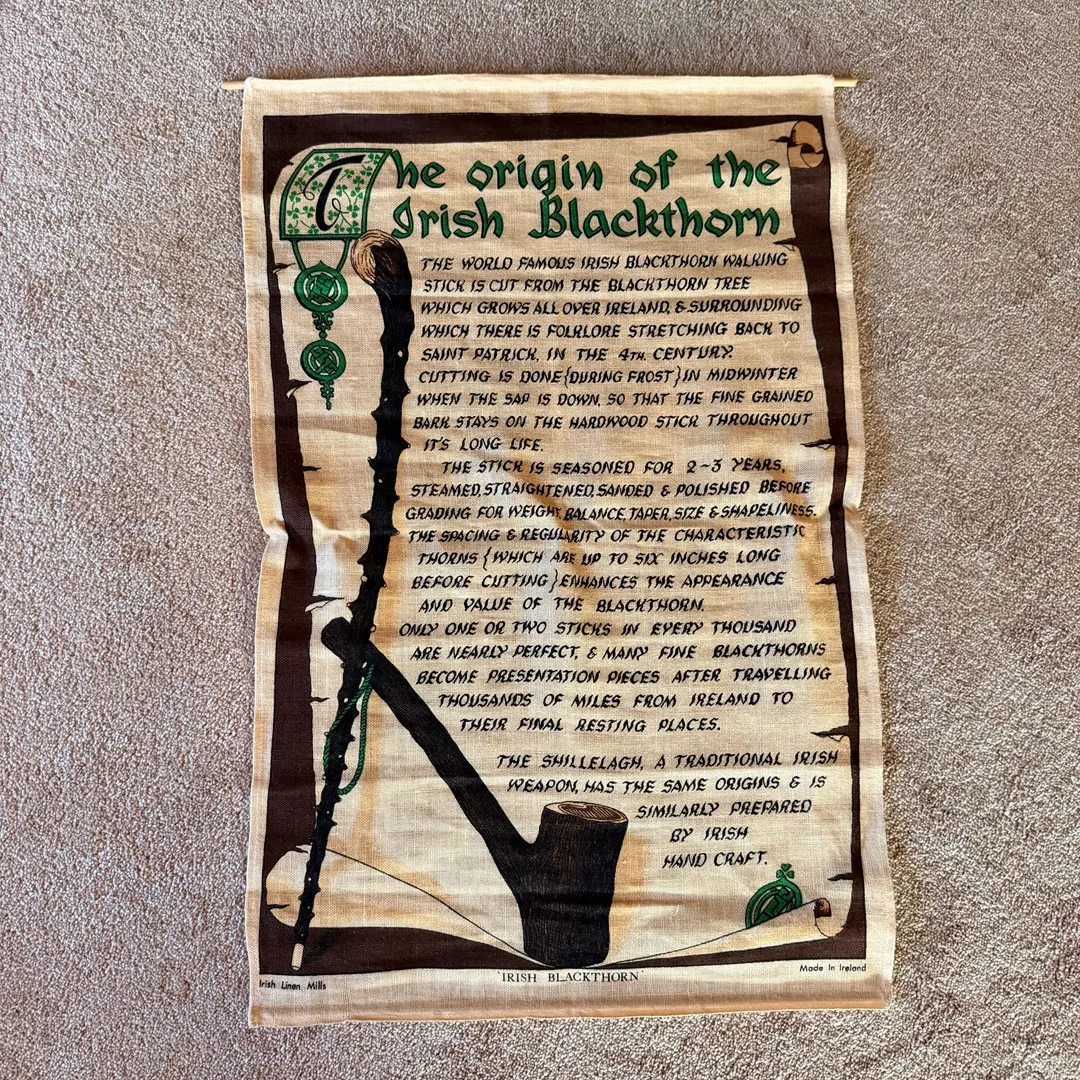 The origin of the
Irish Blackthorn
THE WORLD FAMOUS IRISH BLACKTHORN WALKING
STICK IS CUT FROM THE BLACKTHORN TREE
WHICH GROWS ALL OVER IRELAND, & SURROUNDING
WHICH THERE IS FOLKLORE STRETCHING BACK TO
SAINT PATRICK, IN THE 4TH. CENTURY.
CUTTING IS DONE {DURING FROST} IN MIDWINTER
WHEN THE SAP IS DOWN, SO THAT THE FINE GRAINED
BARK STAYS ON THE HARDWOOD STICK THROUGHOUT
IT'S LONG LIFE.
THE STICK IS SEASONED FOR 2-3 YEARS,
STEAMED, STRAIGHTENED, SANDED & POLISHED BEFORE
GRADING FOR WEIGHT, BALANCE, TAPER, SIZE & SHAPELINESS.
THE SPACING & REGULARITY OF THE CHARACTERISTIC
THORNS {WHICH ARE UP TO SIX INCHES LONG
BEFORE CUTTING} ENHANCES THE APPEARANCE
AND VALUE OF THE BLACKTHORN.
ONLY ONE OR TWO STICKS IN EVERY THOUSAND
ARE NEARLY PERFECT, & MANY FINE BLACKTHORNS
BECOME PRESENTATION PIECES AFTER TRAVELLING
THOUSANDS OF MILES FROM IRELAND TO
THEIR FINAL RESTING PLACES.
THE SHILLELAGH, A TRADITIONAL IRISH
WEAPON, HAS THE SAME ORIGINS & IS
SIMILARLY PREPARED
BY IRISH
HAND CRAFT.
Irish Linen Mills
'IRISH BLACKTHORN'
Made In Ireland